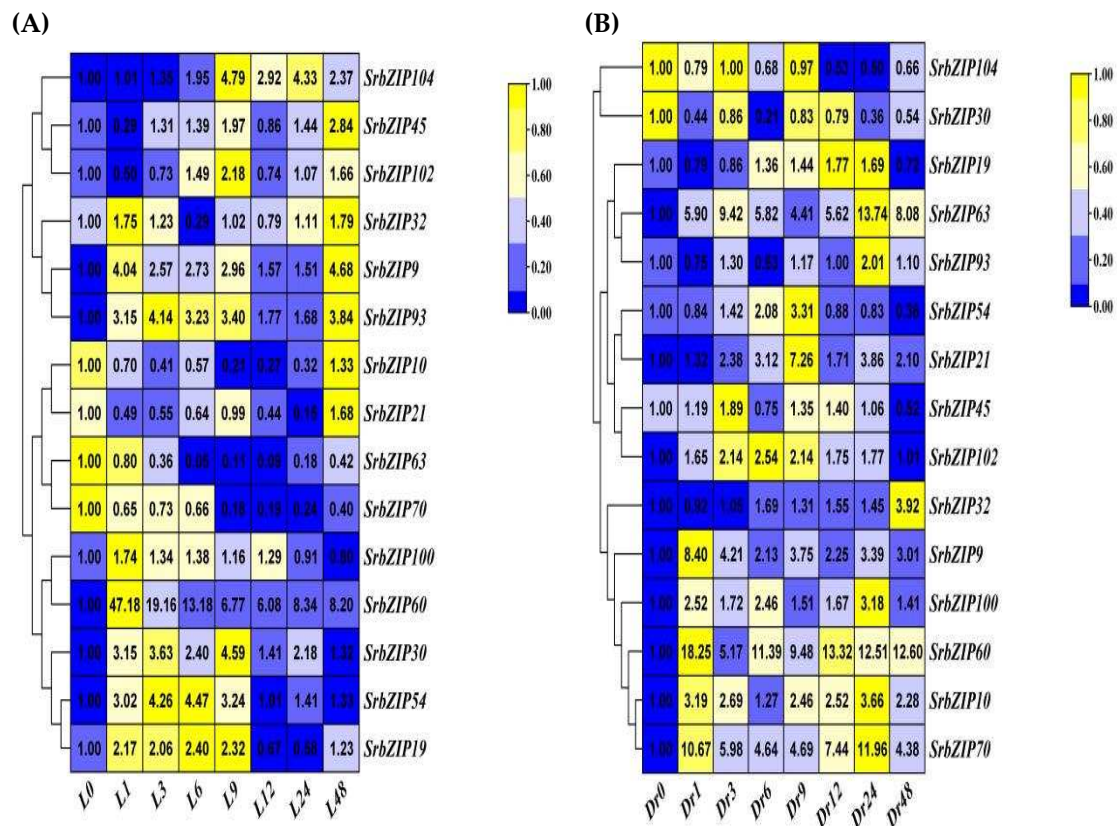 (A)
1.00 1.01 1.35 1.95 4.79 2.92 4.33 2.37 SrbZIP104
1.00 0.29 1.31 1.39 1.97 0.86 1.44 2.84 SrbZIP45
1.00 0.50 0.73 1.49 2.18 0.74 1.07 1.66 SrbZIP102
1.00 1.75 1.23 0.29 1.02 0.79 1.11 1.79 SrbZIP32
1.00 4.04 2.57 2.73 2.96 1.57 1.51 4.68 SrbZIP9
1.00 3.15 4.14 3.23 3.40 1.77 1.68 3.84 SrbZIP93
1.00 0.70 0.41 0.57 0.21 0.27 0.32 1.33 SrbZIP10
1.00 0.49 0.55 0.64 0.99 0.44 0.15 1.68 SrbZIP21
1.00 0.80 0.36 0.05 0.11 0.05 0.18 0.42 SrbZIP63
1.00 0.65 0.73 0.66 0.18 0.19 0.24 0.40 SrbZIP70
1.00 1.74 1.34 1.38 1.16 1.29 0.91 0.80 SrbZIP100
1.00 47.18 19.16 13.18 6.77 6.08 8.34 8.20 SrbZIP60
1.00 3.15 3.63 2.40 4.59 1.41 2.18 1.32 SrbZIP30
1.00 3.02 4.26 4.47 3.24 1.01 1.41 1.33 SrbZIP54
1.00 2.17 2.06 2.40 2.32 0.67 0.58 1.23 SrbZIP19
L0 L1 L3 L6 L9 L12 L24 L48
1.00
0.80
0.60
0.40
0.20
0.00
(B)
1.00 0.79 1.00 0.68 0.97 0.53 0.50 0.66 SrbZIP104
1.00 0.44 0.86 0.21 0.83 0.79 0.36 0.54 SrbZIP30
1.00 0.79 0.86 1.36 1.44 1.77 1.69 0.72 SrbZIP19
1.00 5.90 9.42 5.82 4.41 5.62 13.74 8.08 SrbZIP63
1.00 0.75 1.30 0.63 1.17 1.00 2.01 1.10 SrbZIP93
1.00 0.84 1.42 2.08 3.31 0.88 0.83 0.36 SrbZIP54
1.00 1.32 2.38 3.12 7.26 1.71 3.86 2.10 SrbZIP21
1.00 1.19 1.89 0.75 1.35 1.40 1.06 0.52 SrbZIP45
1.00 1.65 2.14 2.54 2.14 1.75 1.77 1.01 SrbZIP102
1.00 0.92 1.05 1.69 1.31 1.55 1.45 3.92 SrbZIP32
1.00 8.40 4.21 2.13 3.75 2.25 3.39 3.01 SrbZIP9
1.00 2.52 1.72 2.46 1.51 1.67 3.18 1.41 SrbZIP100
1.00 18.25 5.17 11.39 9.48 13.32 12.51 12.60 SrbZIP60
1.00 3.19 2.69 1.27 2.46 2.52 3.66 2.28 SrbZIP10
1.00 10.67 5.98 4.64 4.69 7.44 11.96 4.38 SrbZIP70
Dr0 Dr1 Dr3 Dr6 Dr9 Dr12 Dr24 Dr48
1.00
0.80
0.60
0.40
0.20
0.00